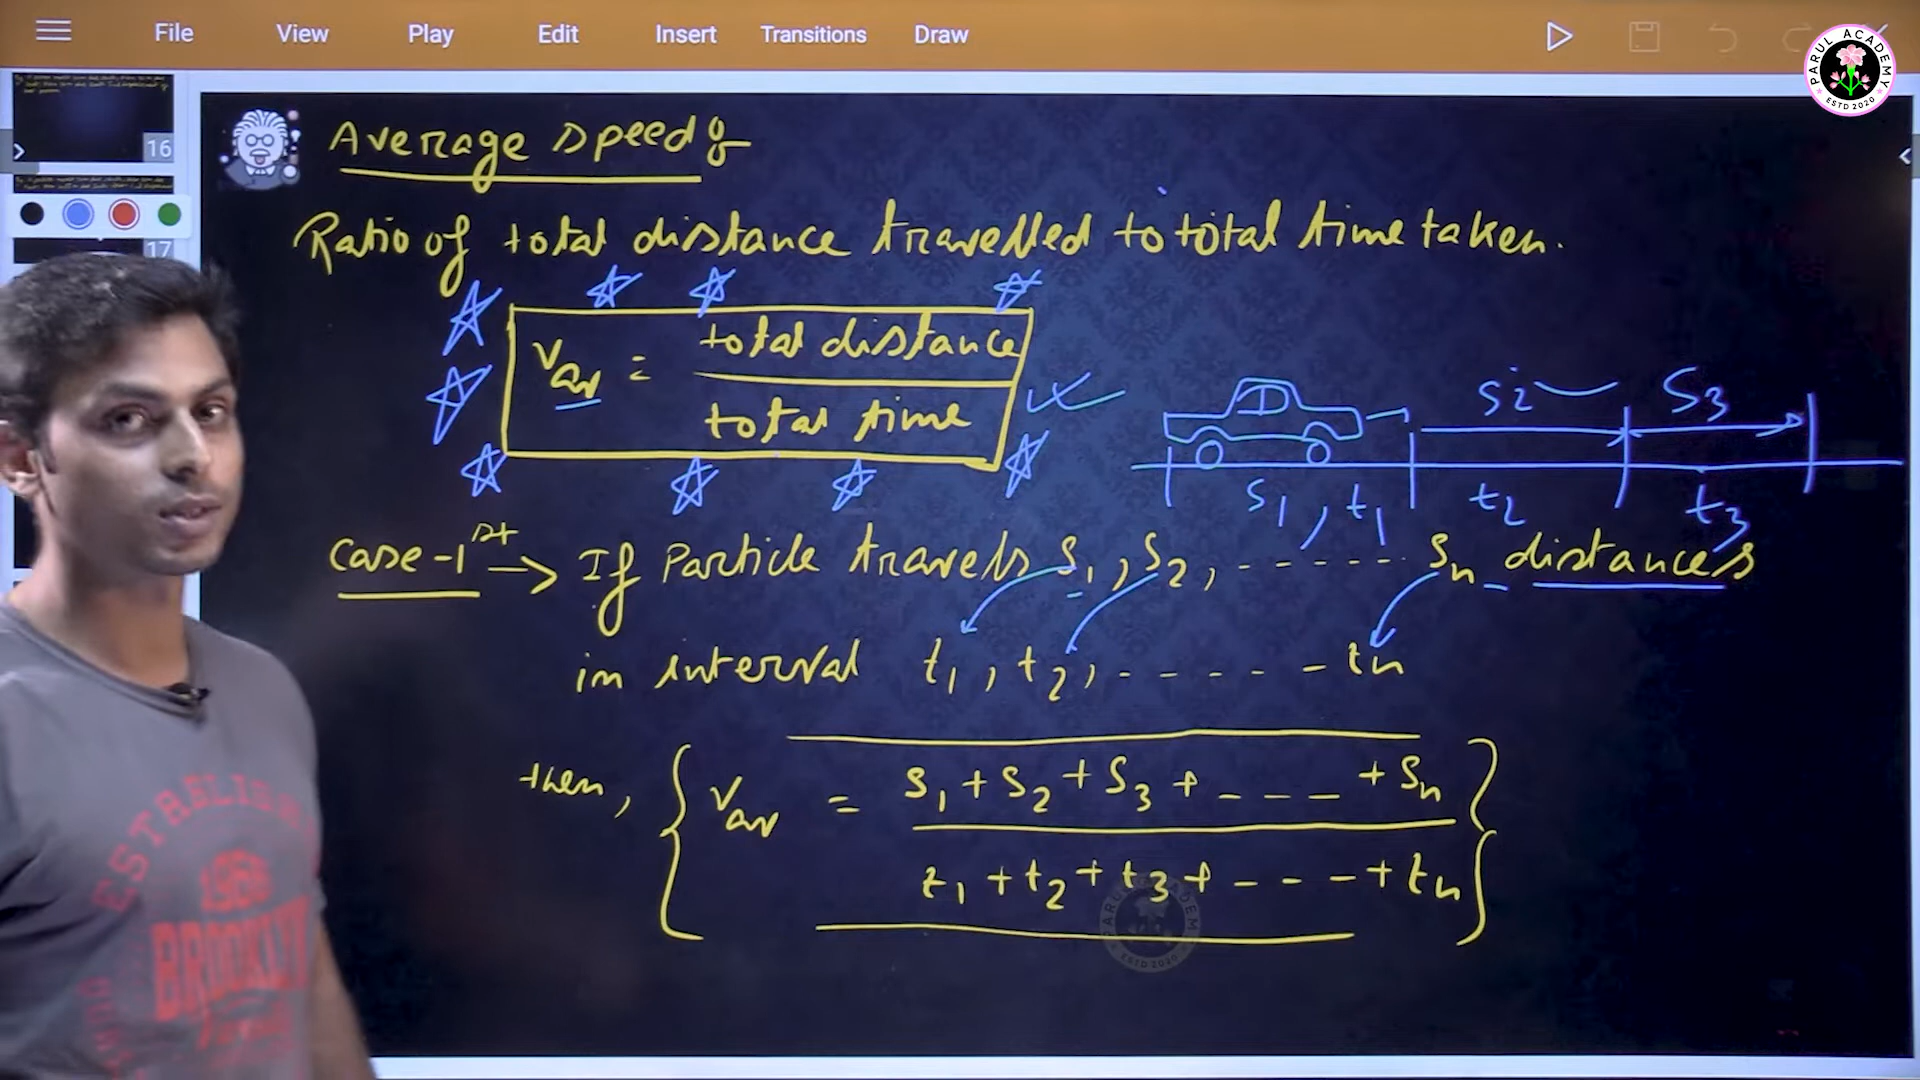 File View Play Edit Insert Transitions Draw
PARUL ACADEMY
ESTD 2020
16
17
Average speed :
Ratio of total distance travelled to total time taken.
Vav = total distance
total time
S1, t1 S2 t2 S3 t3
Case-1st → If Particle travels S1, S2, ------ Sn distances
in interval t1, t2, ----- tn
then, { Vav = S1 + S2 + S3 + --- + Sn }
t1 + t2 + t3 + --- + tn
ESTABLISHED
1968
BROOKLYN